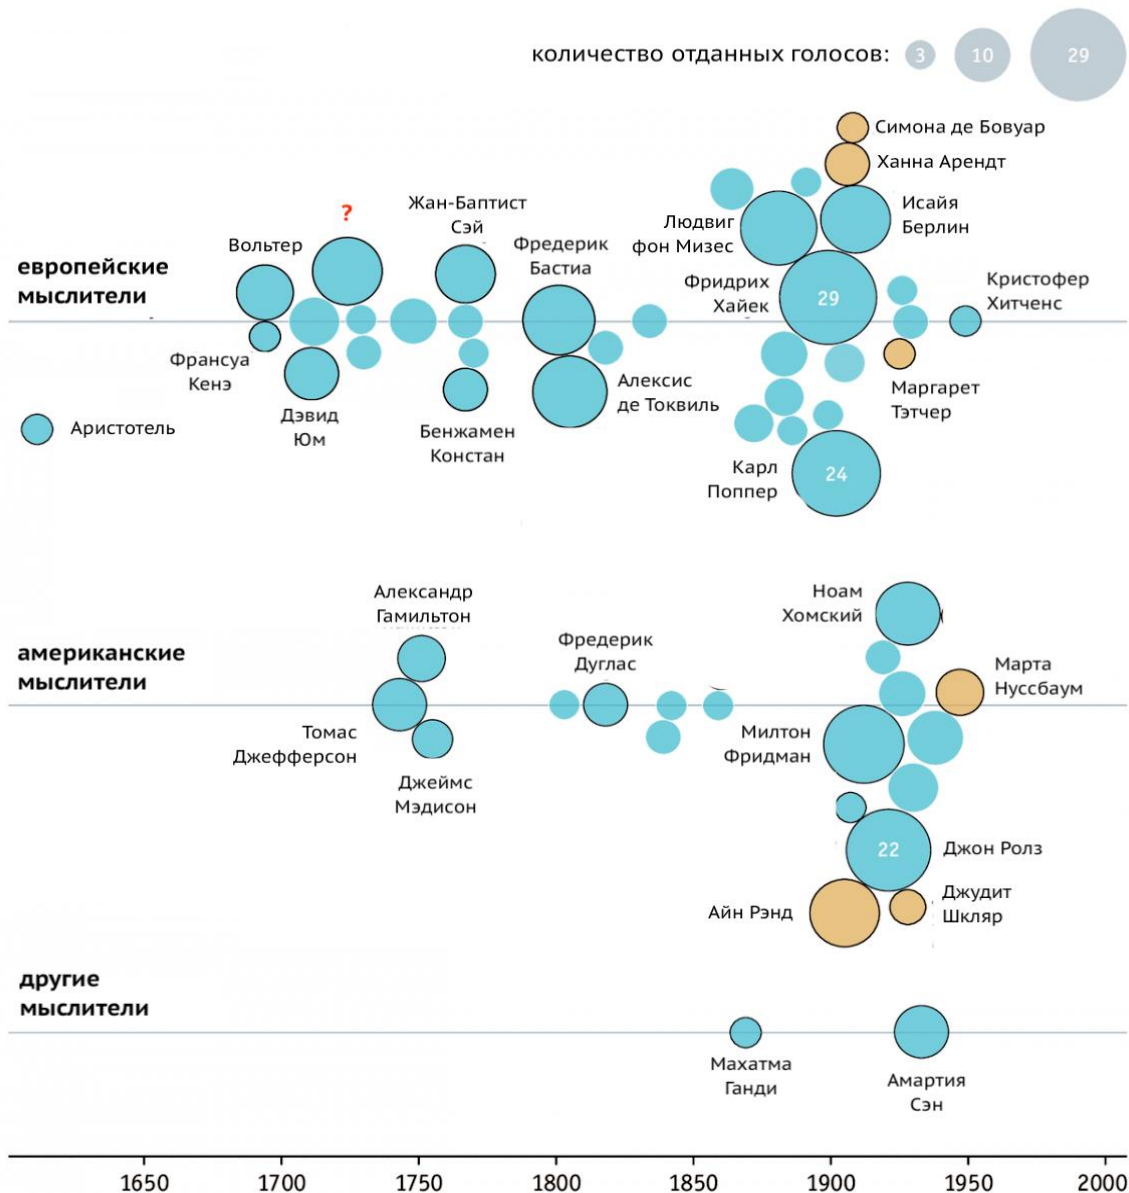 количество отданных голосов: 3 10 29
Симона де Бовуар
Ханна Арендт
Исайя
Берлин
Людвиг
фон Мизес
Фридрих
Хайек
29
Кристофер
Хитченс
?
Жан-Баптист
Сэй
Вольтер
Фредерик
Бастиа
европейские
мыслители
Франсуа
Кенэ
Дэвид
Юм
Аристотель
Бенжамен
Констан
Алексис
де Токвиль
Маргарет
Тэтчер
Карл
Поппер
24
Александр
Гамильтон
Фредерик
Дуглас
Ноам
Хомский
американские
мыслители
Марта
Нуссбаум
Томас
Джефферсон
Джеймс
Мэдисон
Милтон
Фридман
22
Джон Ролз
Айн Рэнд
Джудит
Шкляр
другие
мыслители
Махатма
Ганди
Амартия
Сэн
1650 1700 1750 1800 1850 1900 1950 2000